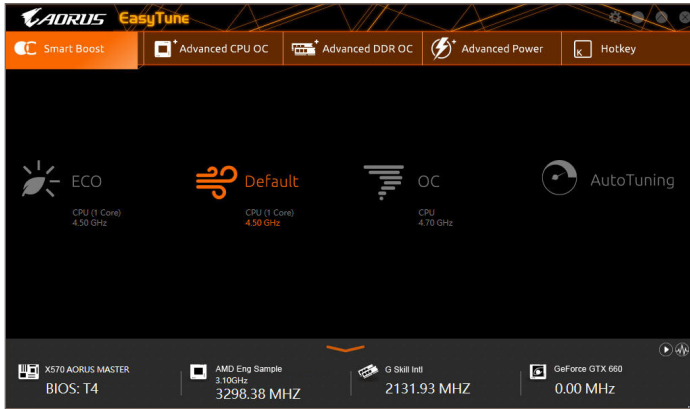 AORUS EasyTune
Smart Boost
Advanced CPU OC
Advanced DDR OC
Advanced Power
K Hotkey
ECO
CPU (1 Core)
4.50 GHz
Default
CPU (1 Core)
4.50 GHz
OC
CPU
4.70 GHz
AutoTuning
X570 AORUS MASTER
BIOS: T4
AMD Eng Sample
3.10GHz
3298.38 MHZ
G Skill Intl
2131.93 MHZ
GeForce GTX 660
0.00 MHz